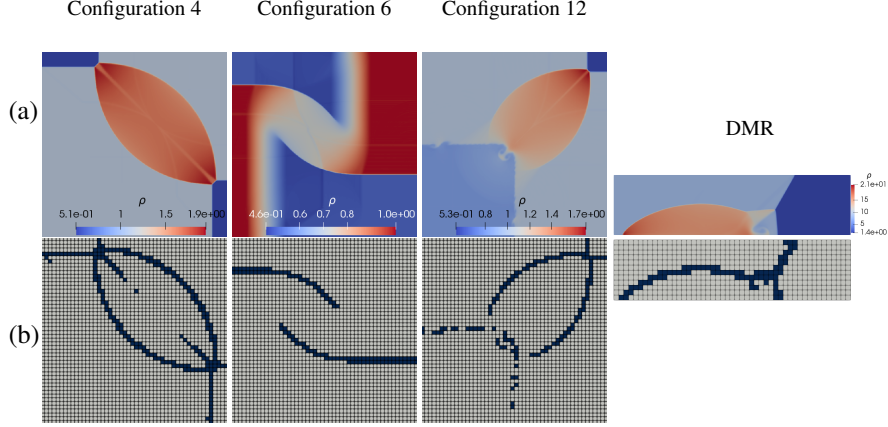 Configuration 4 Configuration 6 Configuration 12
(a)
DMR
ρ
5.1e-01 1 1.5 1.9e+00
ρ
4.6e-01 0.6 0.7 0.8 1.0e+00
ρ
5.3e-01 0.8 1 1.2 1.4 1.7e+00
ρ
2.1e+01
15
10
5
1.4e+00
(b)